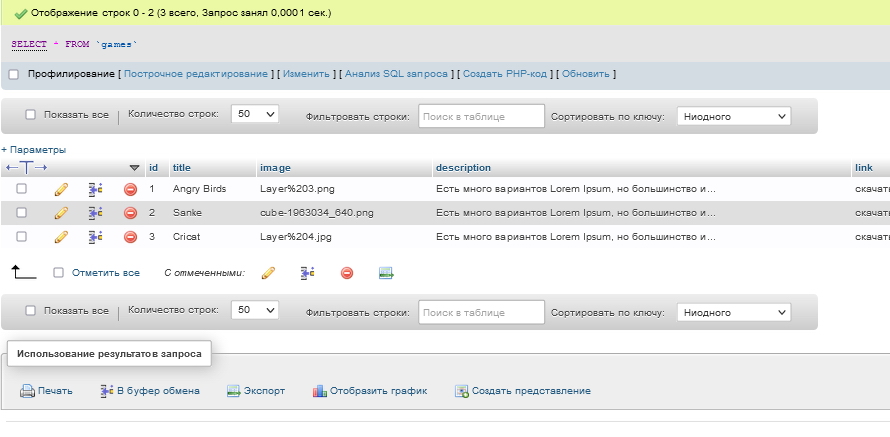 Отображение строк 0 - 2 (3 всего, Запрос занял 0,0001 сек.)
SELECT * FROM `games`
Профилирование [ Построчное редактирование ] [ Изменить ] [ Анализ SQL запроса ] [ Создать PHP-код ] [ Обновить ]
Показать все | Количество строк: 50 Фильтровать строки: Поиск в таблице Сортировать по ключу: Ниодного
+ Параметры
←T→ id title image description link
1 Angry Birds Layer%203.png Есть много вариантов Lorem Ipsum, но большинство и... скачат
2 Sanke cube-1963034_640.png Есть много вариантов Lorem Ipsum, но большинство и... скачат
3 Cricat Layer%204.jpg Есть много вариантов Lorem Ipsum, но большинство и... скачат
Отметить все С отмеченными:
Показать все | Количество строк: 50 Фильтровать строки: Поиск в таблице Сортировать по ключу: Ниодного
Использование результатов запроса
Печать В буфер обмена Экспорт Отобразить график Создать представление